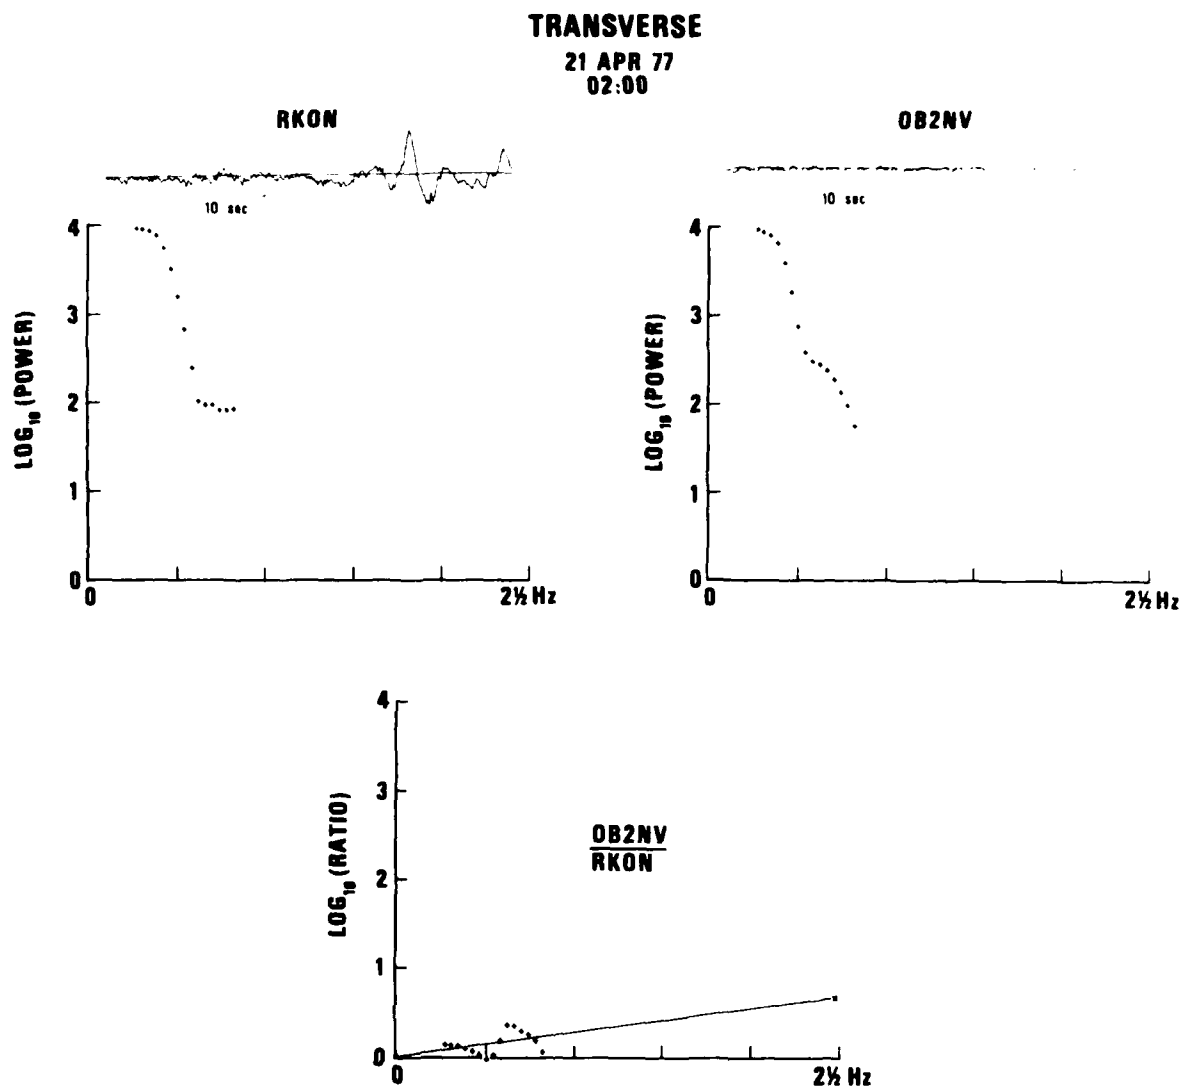 TRANSVERSE
21 APR 77
02:00
RKON
10 sec
4
3
2
1
0
LOG₁₀ (POWER)
0
2½ Hz
OB2NV
10 sec
4
3
2
1
0
LOG₁₀ (POWER)
0
2½ Hz
4
3
2
1
0
LOG₁₀ (RATIO)
OB2NV
RKON
0
2½ Hz